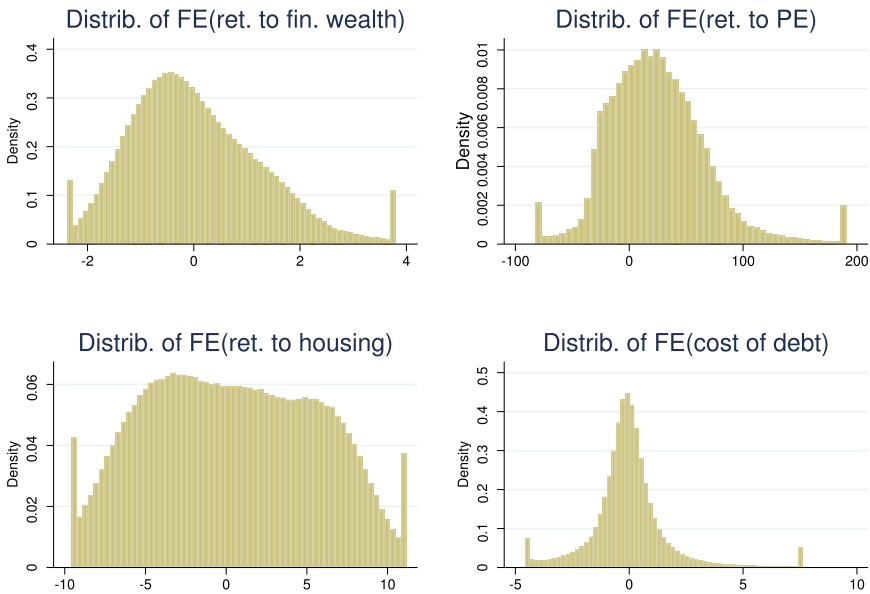 Distrib. of FE(ret. to fin. wealth)
Density
0 0.1 0.2 0.3 0.4
-2 0 2 4
Distrib. of FE(ret. to PE)
Density
0 0.002 0.004 0.006 0.008 0.01
-100 0 100 200
Distrib. of FE(ret. to housing)
Density
0 0.02 0.04 0.06
-10 -5 0 5 10
Distrib. of FE(cost of debt)
Density
0 0.1 0.2 0.3 0.4 0.5
-5 0 5 10